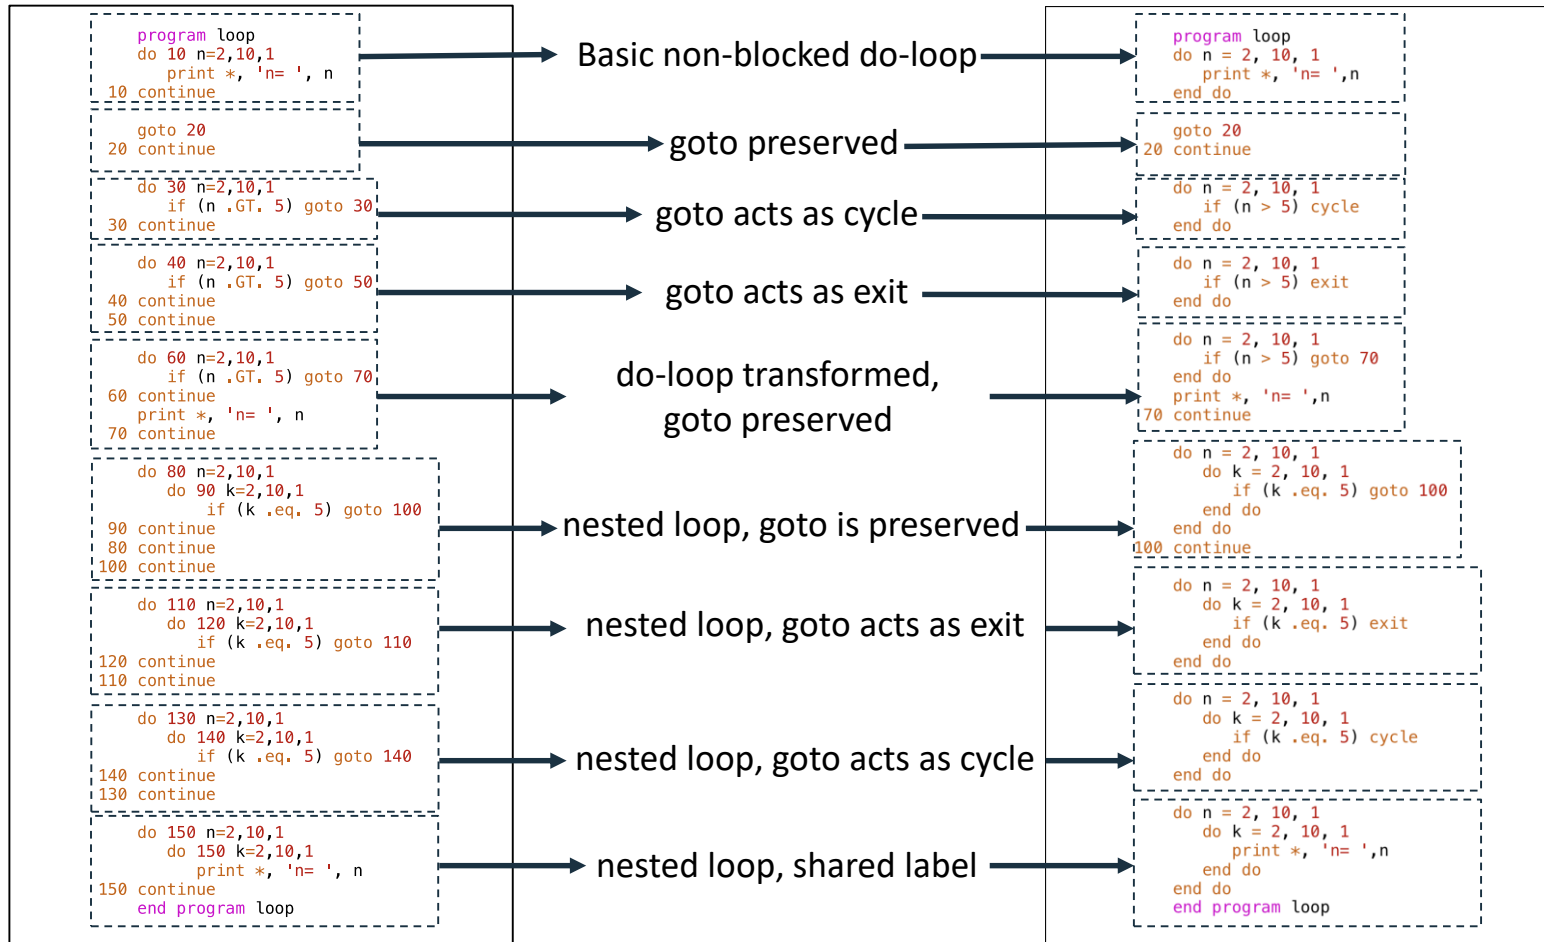 program loop
do 10 n=2,10,1
print *, 'n= ', n
10 continue
Basic non-blocked do-loop
program loop
do n = 2, 10, 1
print *, 'n= ',n
end do
goto 20
20 continue
goto preserved
goto 20
20 continue
do 30 n=2,10,1
if (n .GT. 5) goto 30
30 continue
goto acts as cycle
do n = 2, 10, 1
if (n > 5) cycle
end do
do 40 n=2,10,1
if (n .GT. 5) goto 50
40 continue
50 continue
goto acts as exit
do n = 2, 10, 1
if (n > 5) exit
end do
do 60 n=2,10,1
if (n .GT. 5) goto 70
60 continue
print *, 'n= ', n
70 continue
do-loop transformed,
goto preserved
do n = 2, 10, 1
if (n > 5) goto 70
end do
print *, 'n= ',n
70 continue
do 80 n=2,10,1
do 90 k=2,10,1
if (k .eq. 5) goto 100
90 continue
80 continue
100 continue
nested loop, goto is preserved
do n = 2, 10, 1
do k = 2, 10, 1
if (k .eq. 5) goto 100
end do
end do
100 continue
do 110 n=2,10,1
do 120 k=2,10,1
if (k .eq. 5) goto 110
120 continue
110 continue
nested loop, goto acts as exit
do n = 2, 10, 1
do k = 2, 10, 1
if (k .eq. 5) exit
end do
end do
do 130 n=2,10,1
do 140 k=2,10,1
if (k .eq. 5) goto 140
140 continue
130 continue
nested loop, goto acts as cycle
do n = 2, 10, 1
do k = 2, 10, 1
if (k .eq. 5) cycle
end do
end do
do 150 n=2,10,1
do 150 k=2,10,1
print *, 'n= ', n
150 continue
end program loop
nested loop, shared label
do n = 2, 10, 1
do k = 2, 10, 1
print *, 'n= ',n
end do
end do
end program loop